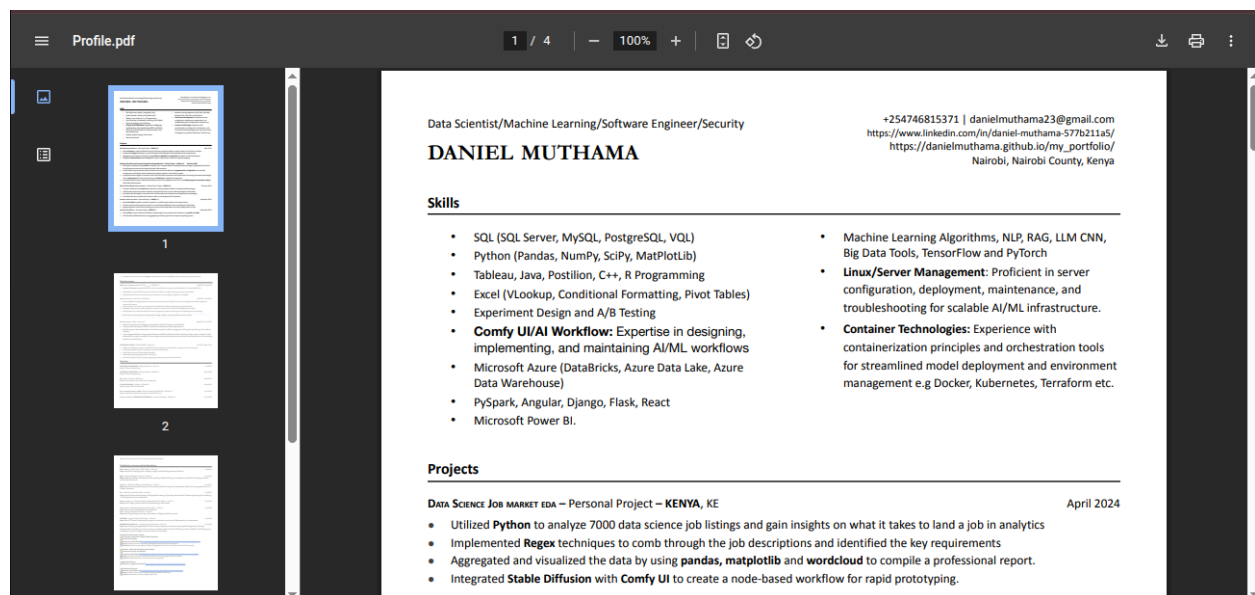 Profile.pdf
1 / 4
100%
1
2
Data Scientist/Machine Learning/Software Engineer/Security
DANIEL MUTHAMA
+254746815371 | danielmuthama23@gmail.com
https://www.linkedin.com/in/daniel-muthama-577b211a5/
https://danielmuthama.github.io/my_portfolio/
Nairobi, Nairobi County, Kenya
Skills
• SQL (SQL Server, MySQL, PostgreSQL, VQL)
• Python (Pandas, NumPy, SciPy, MatPlotLib)
• Tableau, Java, Postilion, C++, R Programming
• Excel (VLookup, Conditional Formatting, Pivot Tables)
• Experiment Design and A/B Testing
• Comfy UI/AI Workflow: Expertise in designing,
implementing, and maintaining AI/ML workflows
• Microsoft Azure (DataBricks, Azure Data Lake, Azure
Data Warehouse)
• PySpark, Angular, Django, Flask, React
• Microsoft Power BI.
• Machine Learning Algorithms, NLP, RAG, LLM CNN,
Big Data Tools, TensorFlow and PyTorch
• Linux/Server Management: Proficient in server
configuration, deployment, maintenance, and
troubleshooting for scalable AI/ML infrastructure.
• Container Technologies: Experience with
containerization principles and orchestration tools
for streamlined model deployment and environment
management e.g Docker, Kubernetes, Terraform etc.
Projects
DATA SCIENCE JOB MARKET EDA – Personal Project – KENYA, KE April 2024
● Utilized Python to analyze 7000 data science job listings and gain insights on what it takes to land a job in analytics
● Implemented Regex techniques to comb through the job descriptions and identified the key requirements
● Aggregated and visualized the data by using pandas, matplotlib and wordcloud to compile a professional report.
● Integrated Stable Diffusion with Comfy UI to create a node-based workflow for rapid prototyping.